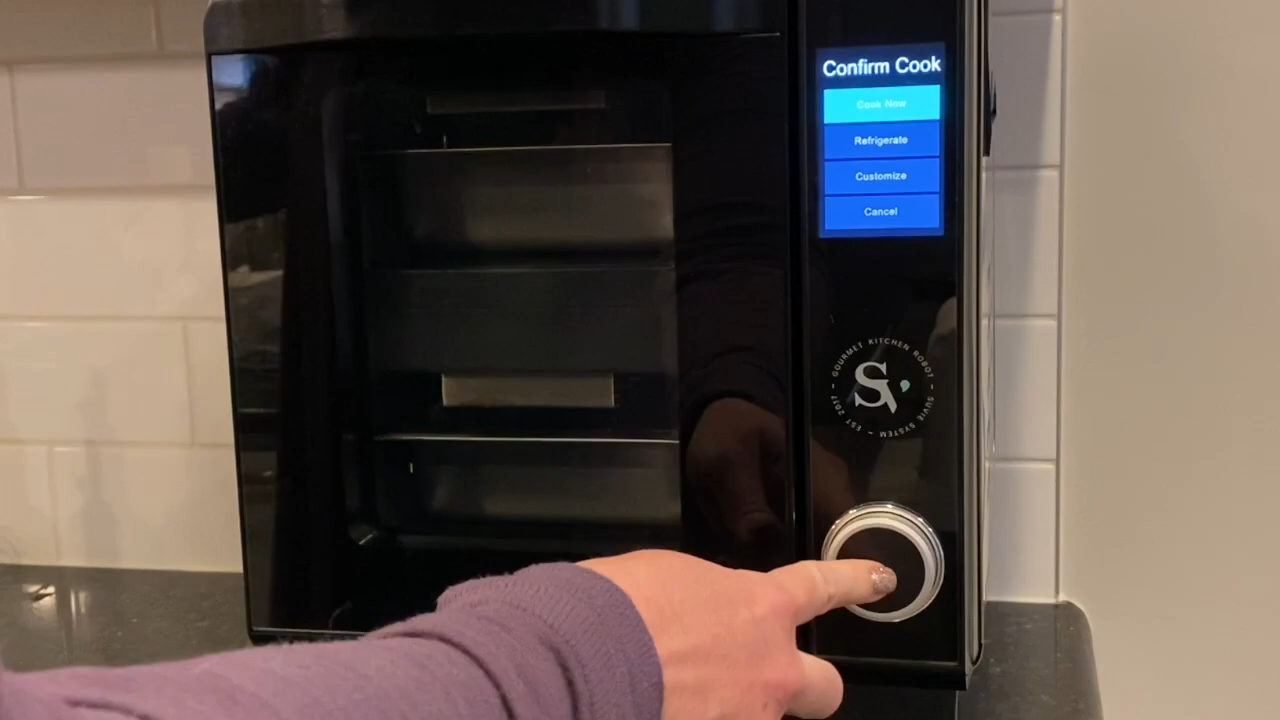 Confirm Cook
Cook Now
Refrigerate
Customize
Cancel
GOURMET KITCHEN ROBOT – SUVIE SYSTEM – EST 2017 –
S